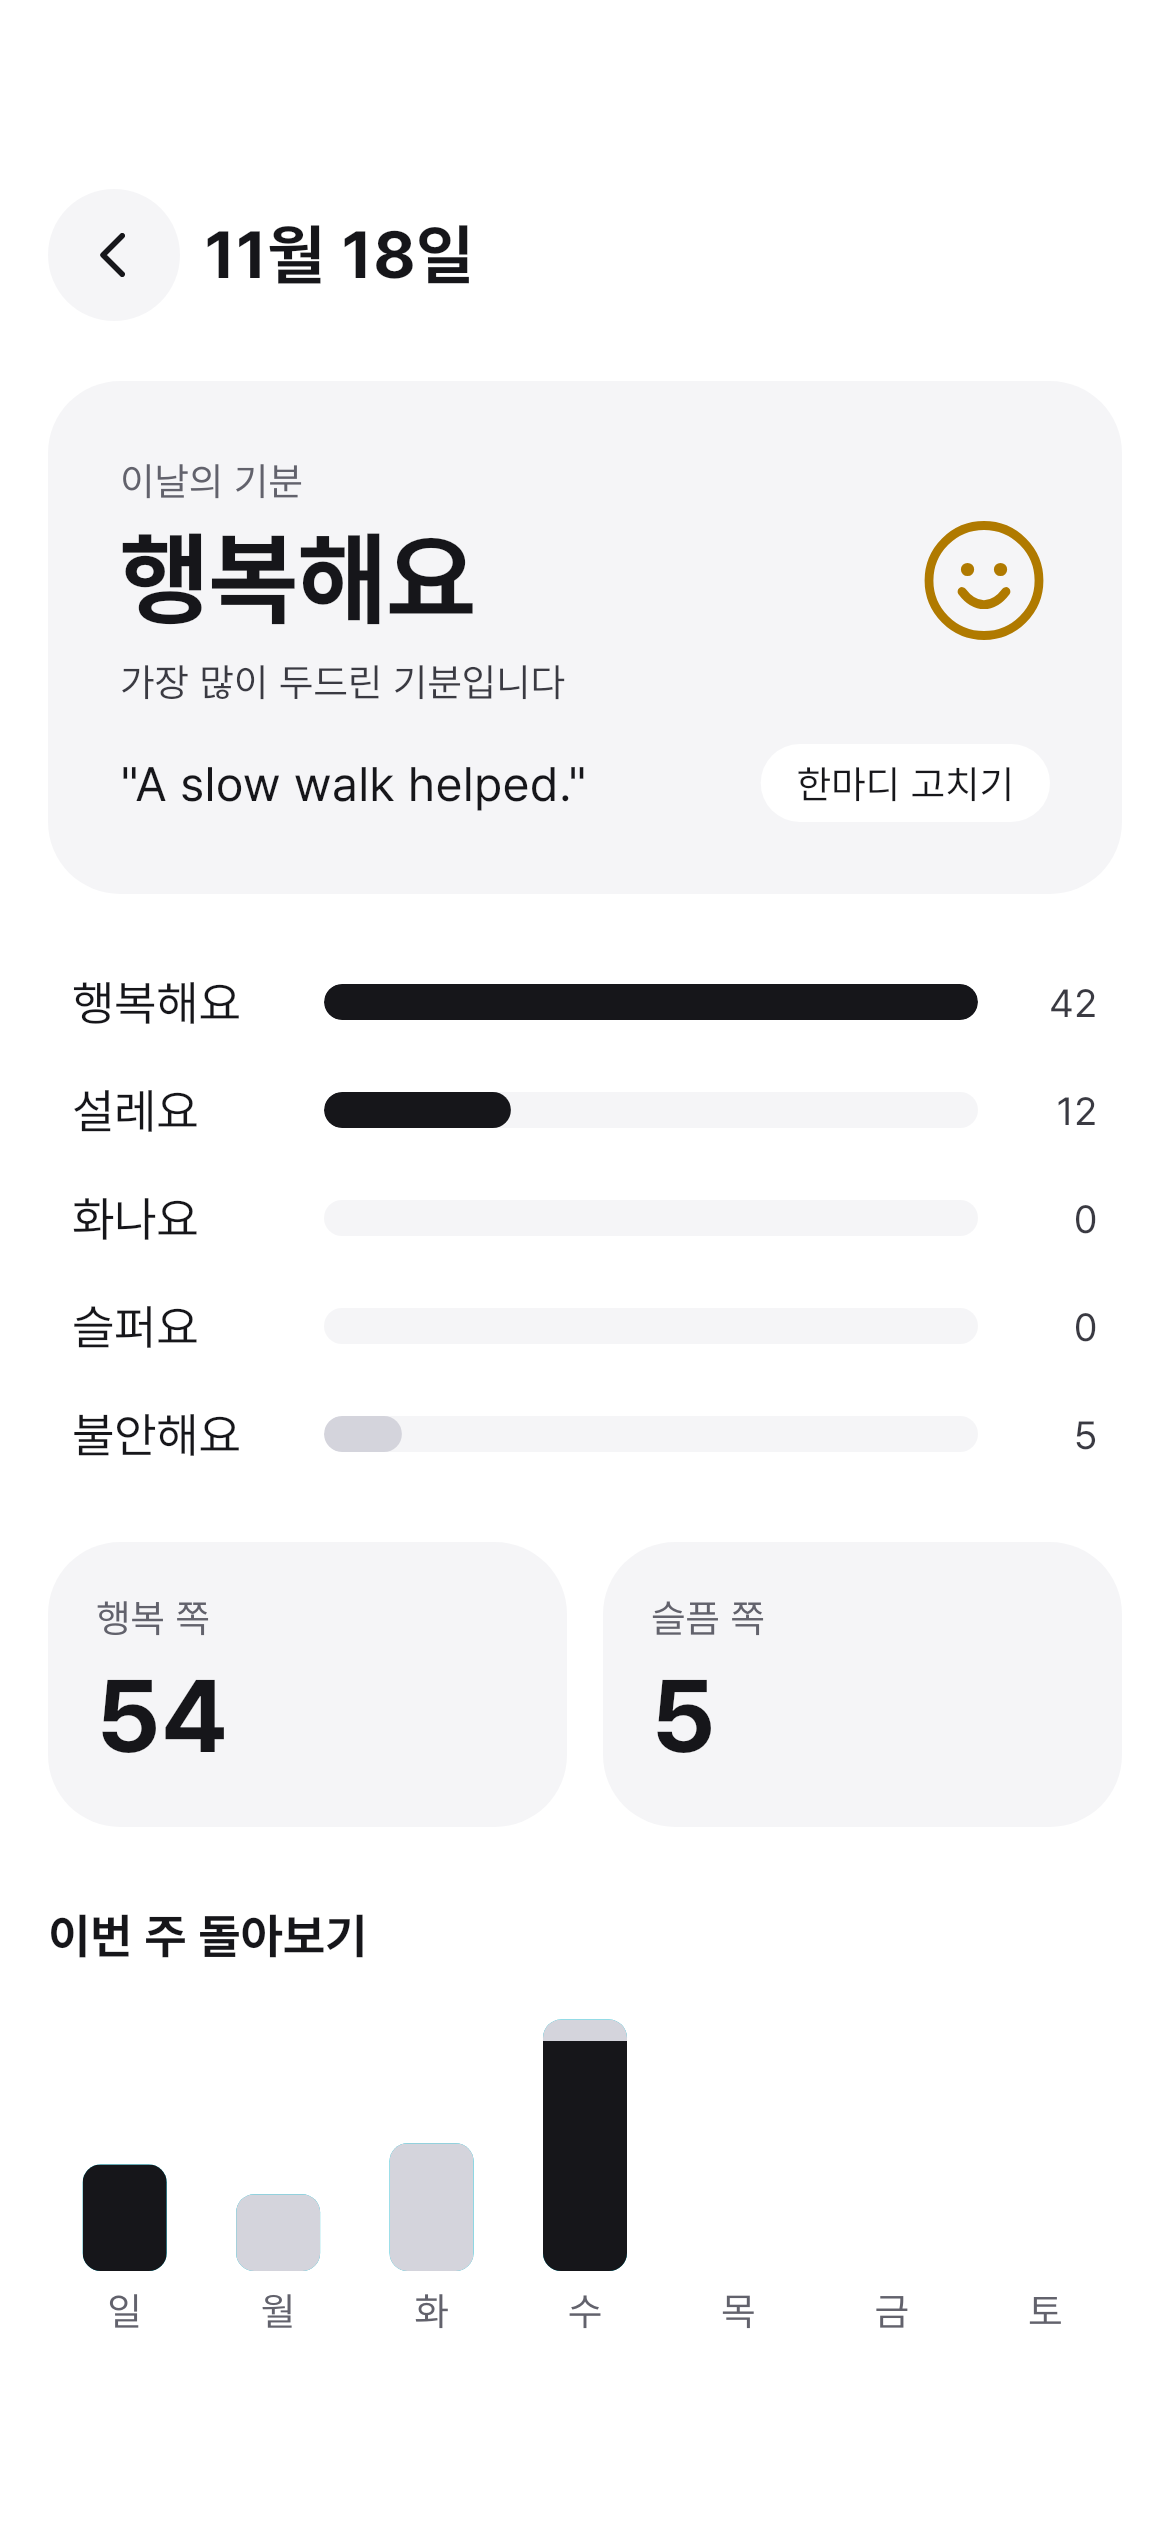 11월 18일
이날의 기분
행복해요
가장 많이 두드린 기분입니다
"A slow walk helped."
한마디 고치기
행복해요 42
설레요 12
화나요 0
슬퍼요 0
불안해요 5
행복 쪽
54
슬픔 쪽
5
이번 주 돌아보기
일 월 화 수 목 금 토